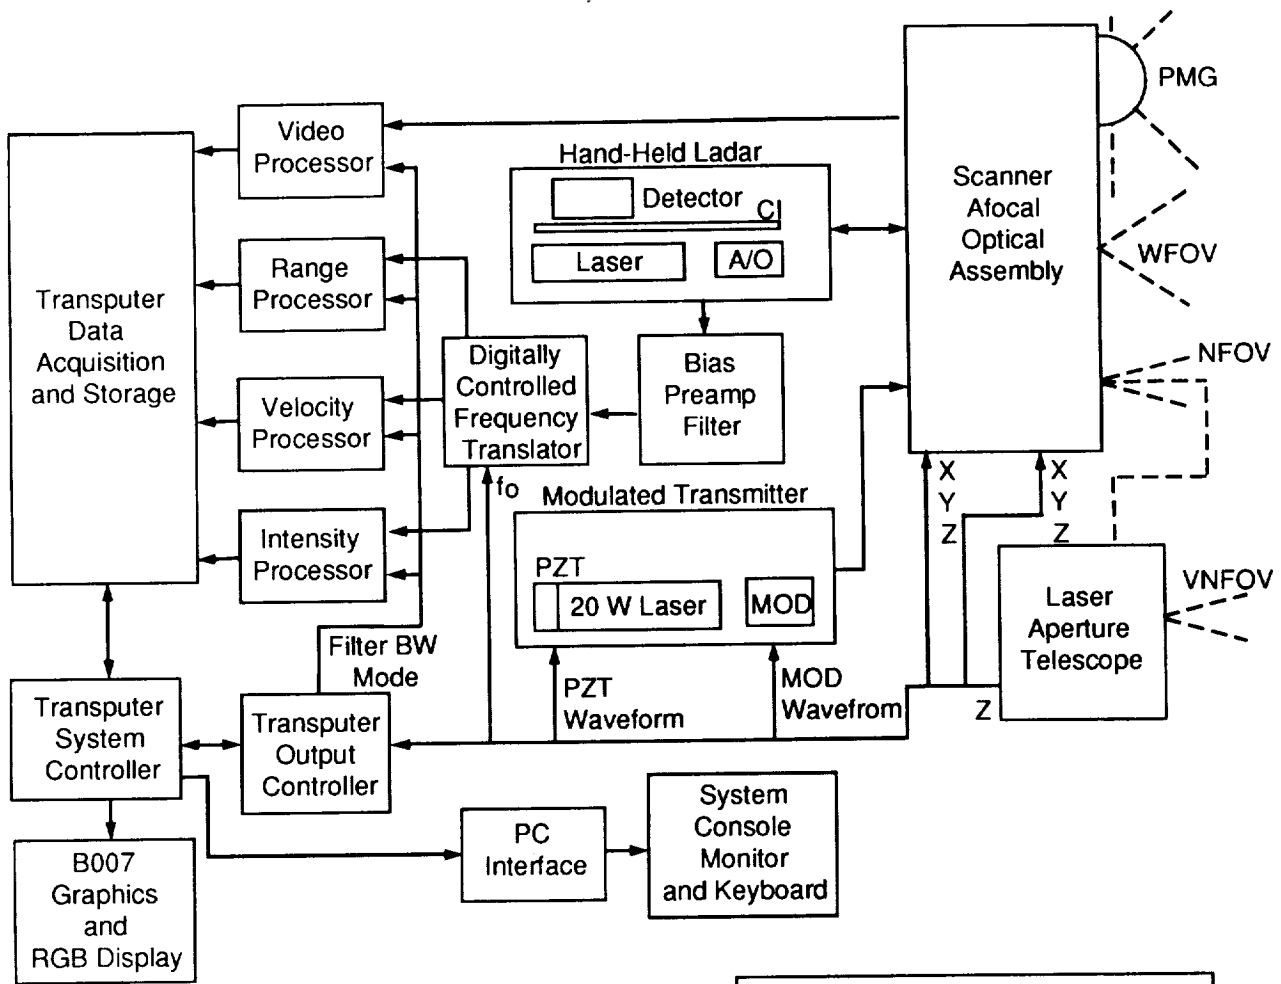 PMG
Video
Processor
Hand-Held Ladar
Detector
C
Laser
A/O
Scanner
Afocal
Optical
Assembly
WFOV
Transputer
Data
Acquisition
and Storage
Range
Processor
Digitally
Controlled
Frequency
Translator
Bias
Preamp
Filter
NFOV
Velocity
Processor
fo
Modulated Transmitter
X
Y
Z
X
Y
Z
Intensity
Processor
PZT
20 W Laser
MOD
Laser
Aperture
Telescope
VNFOV
Filter BW
Mode
PZT
Waveform
MOD
Wavefrom
Z
Transputer
System
Controller
Transputer
Output
Controller
PC
Interface
System
Console
Monitor
and Keyboard
B007
Graphics
and
RGB Display